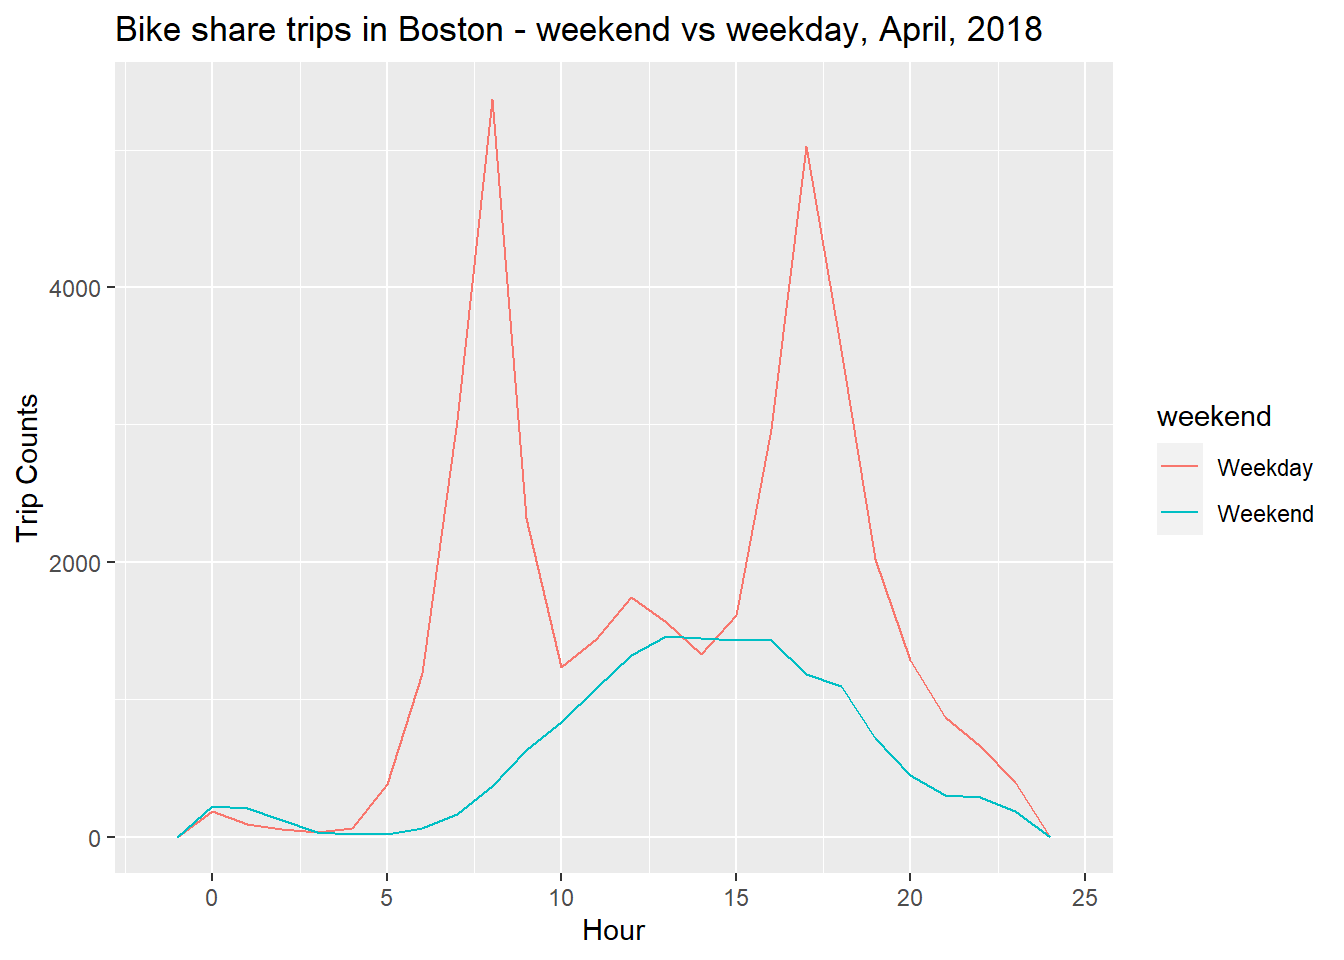 Bike share trips in Boston - weekend vs weekday, April, 2018
4000
2000
0
Trip Counts
0 5 10 15 20 25
Hour
weekend
Weekday
Weekend